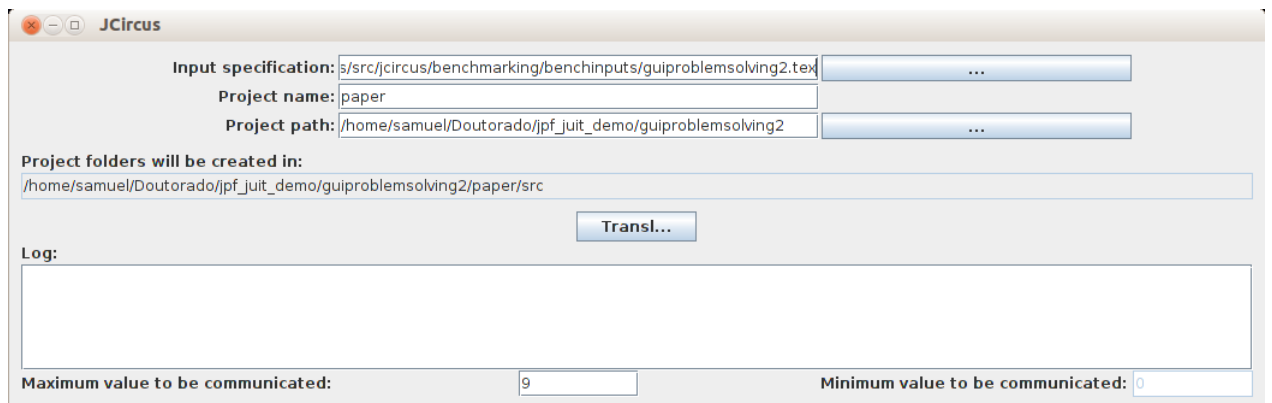 JCircus
Input specification: s/src/jcircus/benchmarking/benchinputs/guiproblemsolving2.tex ...
Project name: paper
Project path: /home/samuel/Doutorado/jpf_juit_demo/guiproblemsolving2 ...
Project folders will be created in:
/home/samuel/Doutorado/jpf_juit_demo/guiproblemsolving2/paper/src
Transl...
Log:
Maximum value to be communicated: 9 Minimum value to be communicated: 0